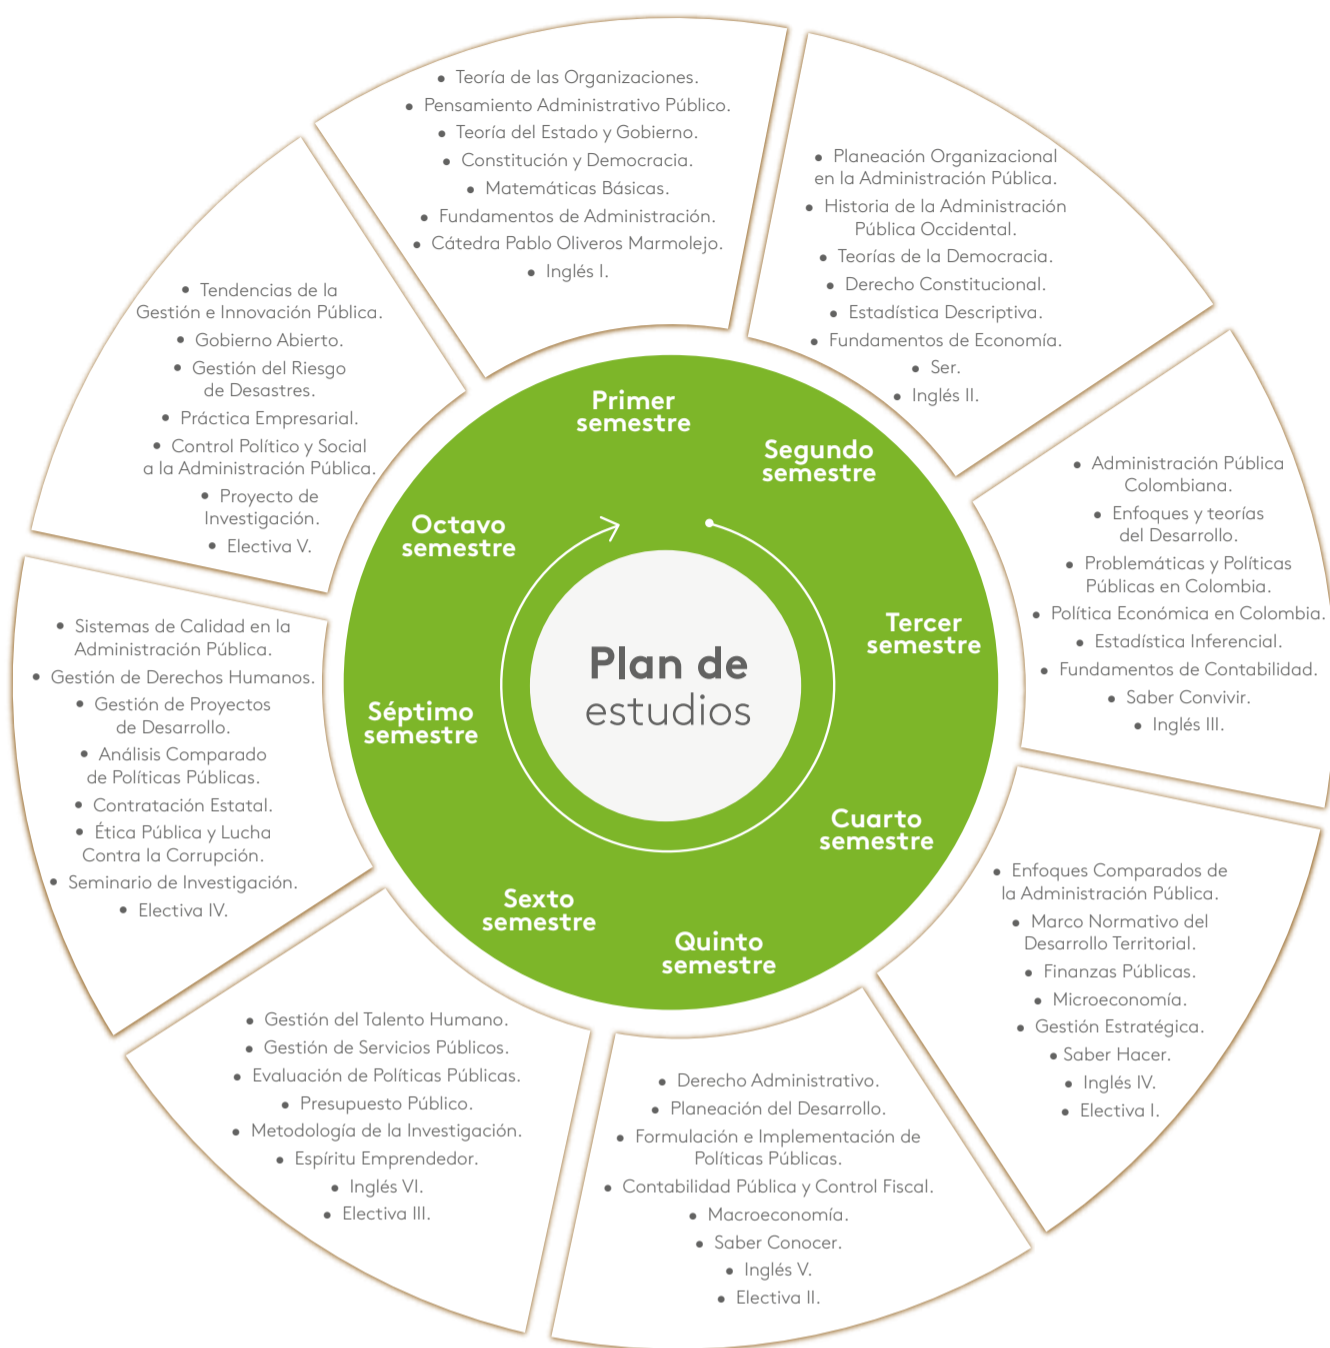 Plan de
estudios
Primer
semestre
• Teoría de las Organizaciones.
• Pensamiento Administrativo Público.
• Teoría del Estado y Gobierno.
• Constitución y Democracia.
• Matemáticas Básicas.
• Fundamentos de Administración.
• Cátedra Pablo Oliveros Marmolejo.
• Inglés I.
Segundo
semestre
• Planeación Organizacional
en la Administración Pública.
• Historia de la Administración
Pública Occidental.
• Teorías de la Democracia.
• Derecho Constitucional.
• Estadística Descriptiva.
• Fundamentos de Economía.
• Ser.
• Inglés II.
Tercer
semestre
• Administración Pública
Colombiana.
• Enfoques y teorías
del Desarrollo.
• Problemáticas y Políticas
Públicas en Colombia.
• Política Económica en Colombia.
• Estadística Inferencial.
• Fundamentos de Contabilidad.
• Saber Convivir.
• Inglés III.
Cuarto
semestre
• Enfoques Comparados de
la Administración Pública.
• Marco Normativo del
Desarrollo Territorial.
• Finanzas Públicas.
• Microeconomía.
• Gestión Estratégica.
• Saber Hacer.
• Inglés IV.
• Electiva I.
Quinto
semestre
• Derecho Administrativo.
• Planeación del Desarrollo.
• Formulación e Implementación de
Políticas Públicas.
• Contabilidad Pública y Control Fiscal.
• Macroeconomía.
• Saber Conocer.
• Inglés V.
• Electiva II.
Sexto
semestre
• Gestión del Talento Humano.
• Gestión de Servicios Públicos.
• Evaluación de Políticas Públicas.
• Presupuesto Público.
• Metodología de la Investigación.
• Espíritu Emprendedor.
• Inglés VI.
• Electiva III.
Séptimo
semestre
• Sistemas de Calidad en la
Administración Pública.
• Gestión de Derechos Humanos.
• Gestión de Proyectos
de Desarrollo.
• Análisis Comparado
de Políticas Públicas.
• Contratación Estatal.
• Ética Pública y Lucha
Contra la Corrupción.
• Seminario de Investigación.
• Electiva IV.
Octavo
semestre
• Tendencias de la
Gestión e Innovación Pública.
• Gobierno Abierto.
• Gestión del Riesgo
de Desastres.
• Práctica Empresarial.
• Control Político y Social
a la Administración Pública.
• Proyecto de
Investigación.
• Electiva V.